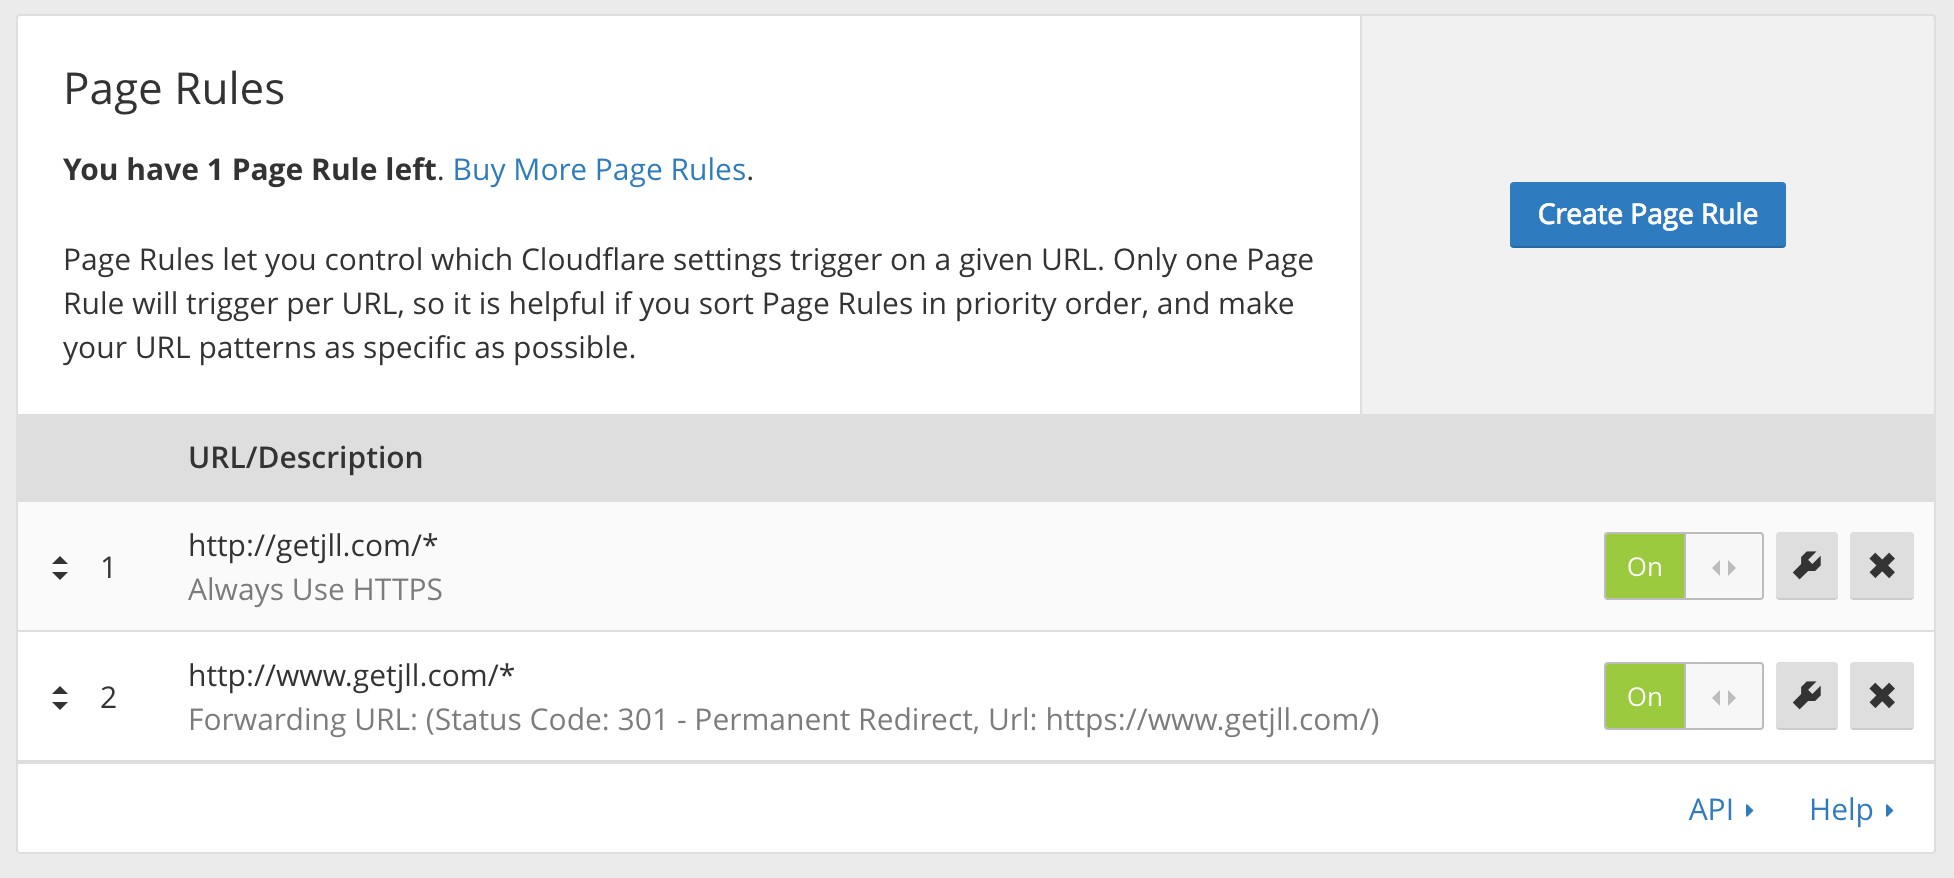 Page Rules
You have 1 Page Rule left. Buy More Page Rules.
Create Page Rule
Page Rules let you control which Cloudflare settings trigger on a given URL. Only one Page
Rule will trigger per URL, so it is helpful if you sort Page Rules in priority order, and make
your URL patterns as specific as possible.
URL/Description
1
http://getjll.com/*
Always Use HTTPS
On
2
http://www.getjll.com/*
Forwarding URL: (Status Code: 301 - Permanent Redirect, Url: https://www.getjll.com/)
On
API
Help